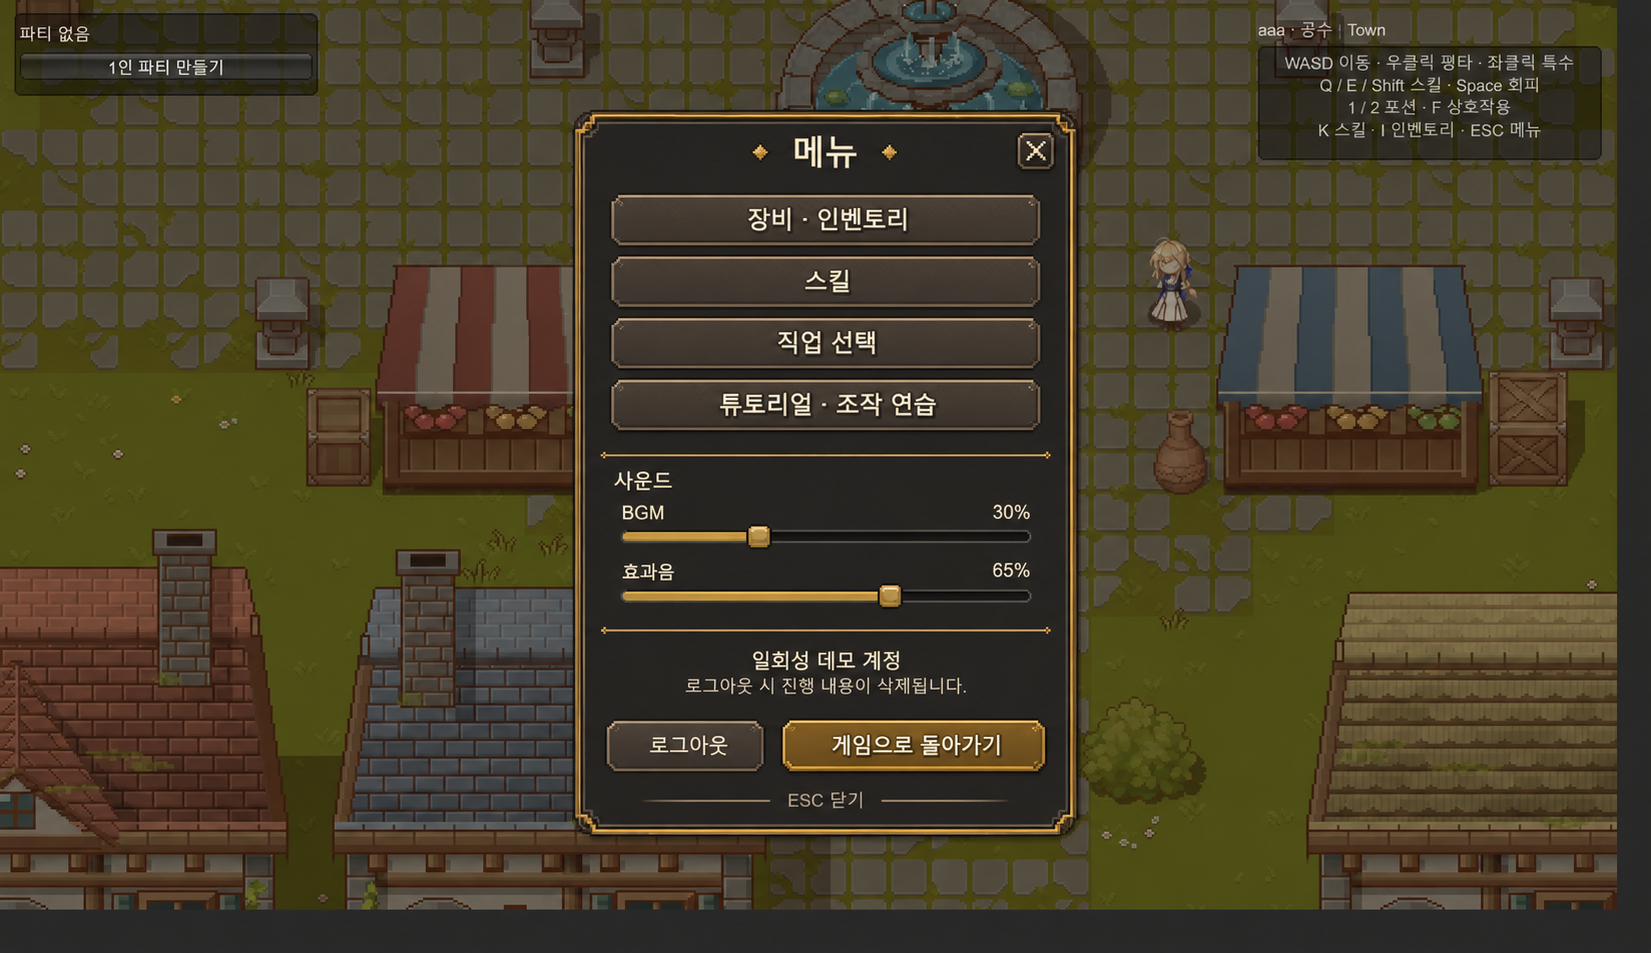 파티 없음
1인 파티 만들기
aaa · 공수 | Town
WASD 이동 · 우클릭 평타 · 좌클릭 특수
Q / E / Shift 스킬 · Space 회피
1 / 2 포션 · F 상호작용
K 스킬 · I 인벤토리 · ESC 메뉴
메뉴
장비 · 인벤토리
스킬
직업 선택
튜토리얼 · 조작 연습
사운드
BGM 30%
효과음 65%
일회성 데모 계정
로그아웃 시 진행 내용이 삭제됩니다.
로그아웃
게임으로 돌아가기
ESC 닫기